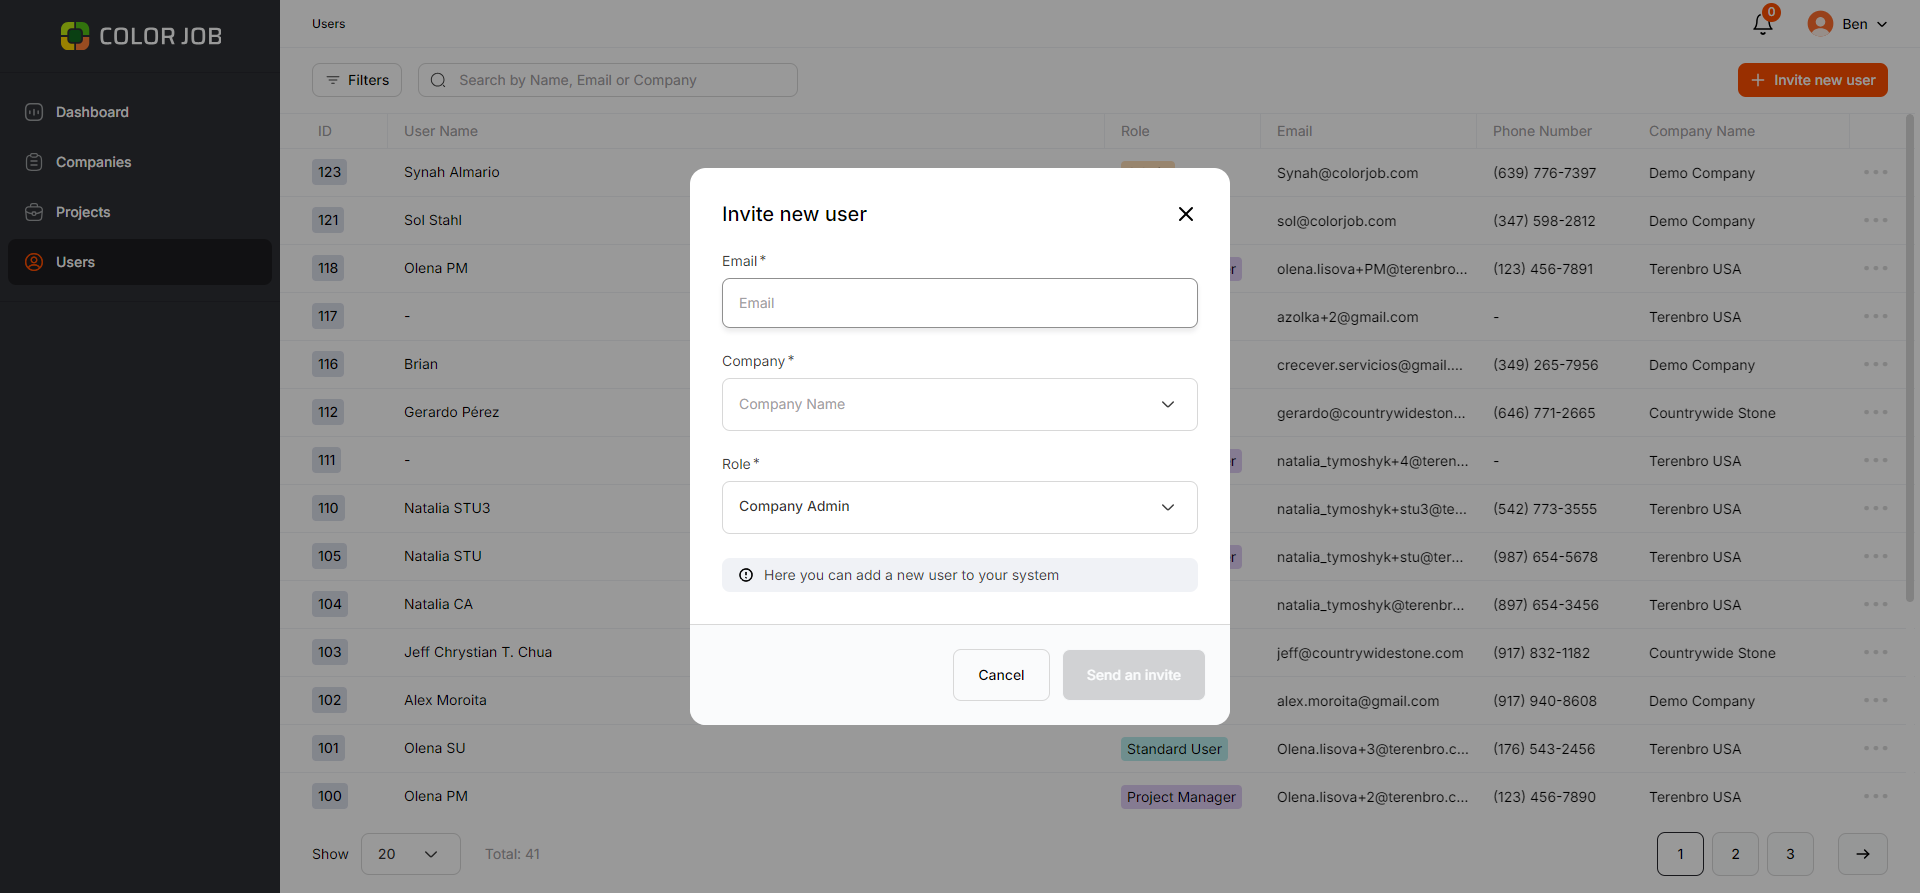 COLOR JOB
Users
0
Ben
Dashboard
Companies
Projects
Users
Filters
Search by Name, Email or Company
Invite new user
ID User Name Role Email Phone Number Company Name
123 Synah Almario Synah@colorjob.com (639) 776-7397 Demo Company
121 Sol Stahl sol@colorjob.com (347) 598-2812 Demo Company
118 Olena PM r olena.lisova+PM@terenbro... (123) 456-7891 Terenbro USA
117 - azolka+2@gmail.com - Terenbro USA
116 Brian crecever.servicios@gmail.... (349) 265-7956 Demo Company
112 Gerardo Pérez gerardo@countrywideston... (646) 771-2665 Countrywide Stone
111 - r natalia_tymoshyk+4@teren... - Terenbro USA
110 Natalia STU3 natalia_tymoshyk+stu3@te... (542) 773-3555 Terenbro USA
105 Natalia STU r natalia_tymoshyk+stu@ter... (987) 654-5678 Terenbro USA
104 Natalia CA natalia_tymoshyk@terenbr... (897) 654-3456 Terenbro USA
103 Jeff Chrystian T. Chua jeff@countrywidestone.com (917) 832-1182 Countrywide Stone
102 Alex Moroita alex.moroita@gmail.com (917) 940-8608 Demo Company
101 Olena SU Standard User Olena.lisova+3@terenbro.c... (176) 543-2456 Terenbro USA
100 Olena PM Project Manager Olena.lisova+2@terenbro.c... (123) 456-7890 Terenbro USA
Show 20 Total: 41 1 2 3
Invite new user
Email*
Email
Company*
Company Name
Role*
Company Admin
Here you can add a new user to your system
Cancel Send an invite